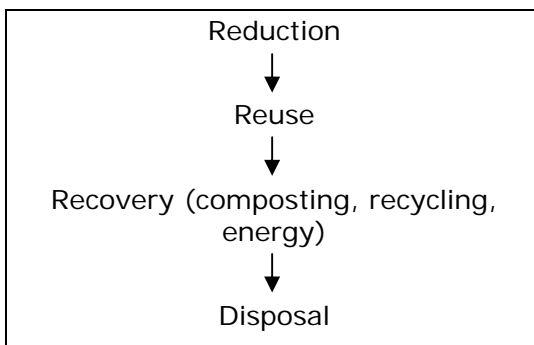 Reduction
Reuse
Recovery (composting, recycling,
energy)
Disposal